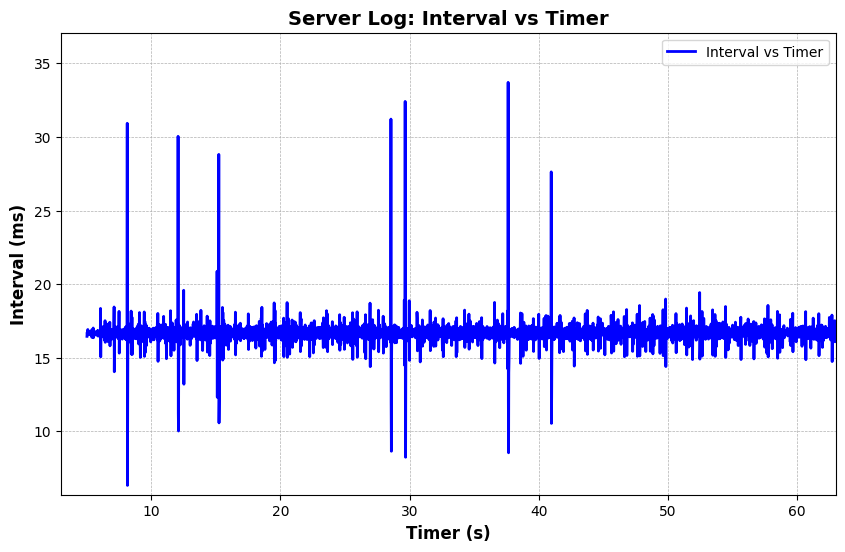 Server Log: Interval vs Timer
Interval vs Timer
35
30
25
20
15
10
Interval (ms)
10 20 30 40 50 60
Timer (s)